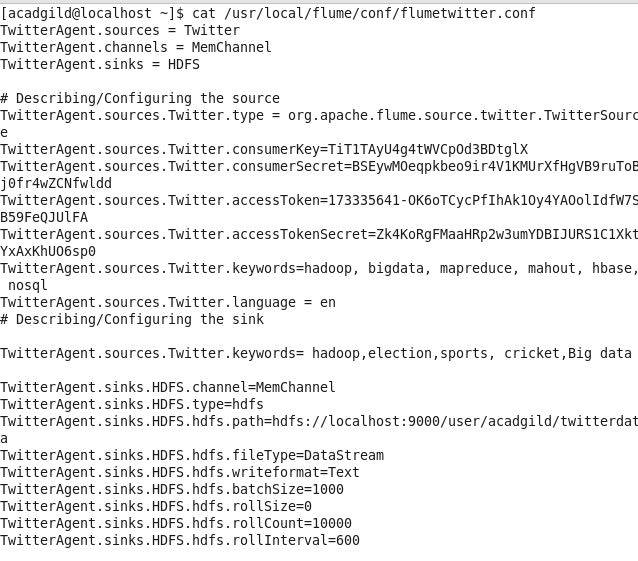 [acadgild@localhost ~]$ cat /usr/local/flume/conf/flumetwitter.conf
TwitterAgent.sources = Twitter
TwitterAgent.channels = MemChannel
TwitterAgent.sinks = HDFS
# Describing/Configuring the source
TwitterAgent.sources.Twitter.type = org.apache.flume.source.twitter.TwitterSourc
e
TwitterAgent.sources.Twitter.consumerKey=TiT1TAyU4g4tWVCpOd3BDtglX
TwitterAgent.sources.Twitter.consumerSecret=BSEywMOeqpkbeo9ir4V1KMUrXfHgVB9ruToB
j0fr4wZCNfwldd
TwitterAgent.sources.Twitter.accessToken=173335641-OK6oTCycPfIhAk1Oy4YAOolIdfW7S
B59FeQJUlFA
TwitterAgent.sources.Twitter.accessTokenSecret=Zk4KoRgFMaaHRp2w3umYDBIJURS1C1Xkt
YxAxKhUO6sp0
TwitterAgent.sources.Twitter.keywords=hadoop, bigdata, mapreduce, mahout, hbase,
nosql
TwitterAgent.sources.Twitter.language = en
# Describing/Configuring the sink
TwitterAgent.sources.Twitter.keywords= hadoop,election,sports, cricket,Big data
TwitterAgent.sinks.HDFS.channel=MemChannel
TwitterAgent.sinks.HDFS.type=hdfs
TwitterAgent.sinks.HDFS.hdfs.path=hdfs://localhost:9000/user/acadgild/twitterdat
a
TwitterAgent.sinks.HDFS.hdfs.fileType=DataStream
TwitterAgent.sinks.HDFS.hdfs.writeformat=Text
TwitterAgent.sinks.HDFS.hdfs.batchSize=1000
TwitterAgent.sinks.HDFS.hdfs.rollSize=0
TwitterAgent.sinks.HDFS.hdfs.rollCount=10000
TwitterAgent.sinks.HDFS.hdfs.rollInterval=600